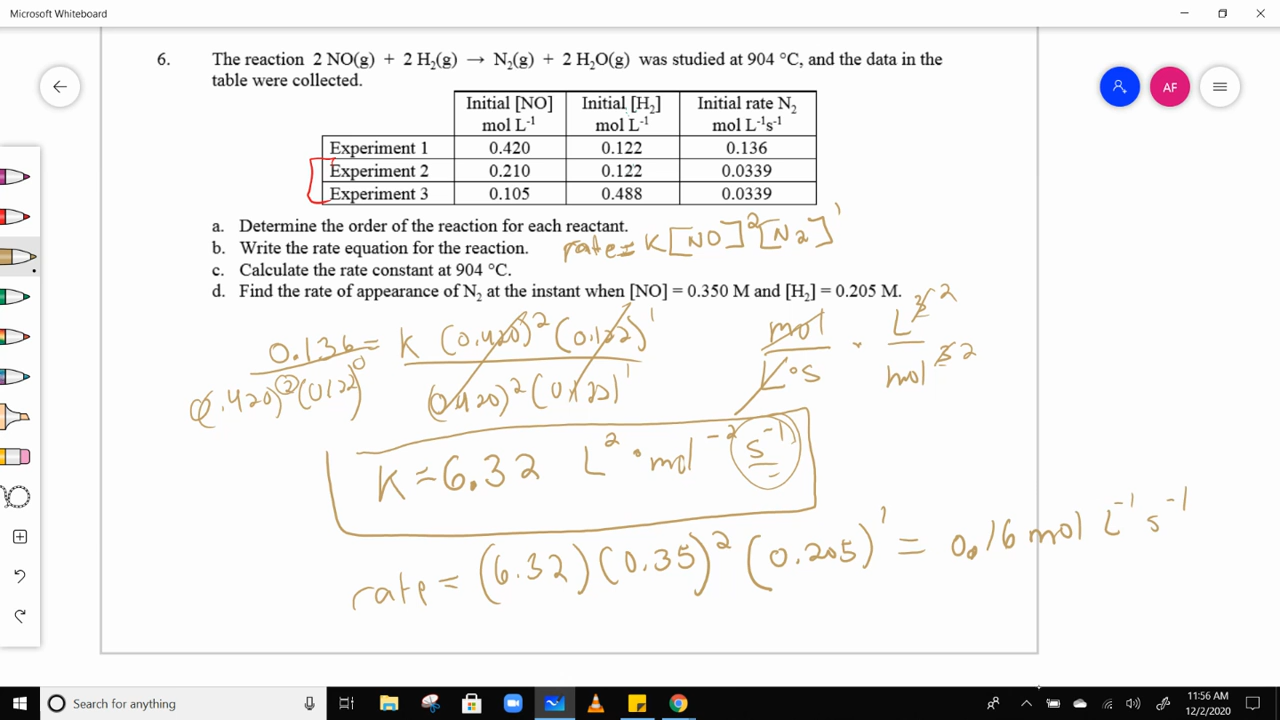 Microsoft Whiteboard
6. The reaction 2 NO(g) + 2 H₂(g) → N₂(g) + 2 H₂O(g) was studied at 904 °C, and the data in the
table were collected.
Initial [NO] Initial [H₂] Initial rate N₂
mol L⁻¹ mol L⁻¹ mol L⁻¹s⁻¹
Experiment 1 0.420 0.122 0.136
Experiment 2 0.210 0.122 0.0339
Experiment 3 0.105 0.488 0.0339
a. Determine the order of the reaction for each reactant.
b. Write the rate equation for the reaction.
rate = K[NO]²[N₂]¹
c. Calculate the rate constant at 904 °C.
d. Find the rate of appearance of N₂ at the instant when [NO] = 0.350 M and [H₂] = 0.205 M.
0.136 = K (0.420)² (0.122)¹
(0.420)² (0.122) (0.420)² (0.122)¹
mol · L² 
L·s mol²
K = 6.32 L² · mol⁻² s⁻¹
rate = (6.32)(0.35)² (0.205)¹ = 0.16 mol L⁻¹ s⁻¹
AF
Search for anything
11:56 AM
12/2/2020